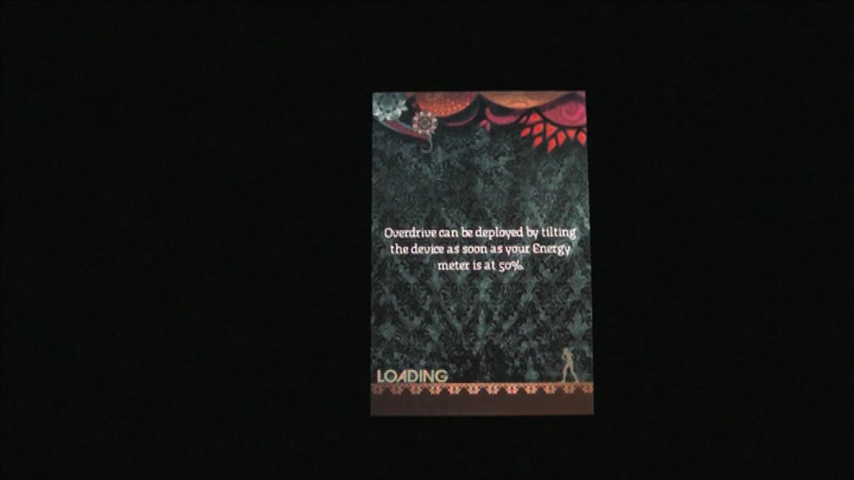 Overdrive can be deployed by tilting
the device as soon as your Energy
meter is at 50%.
LOADING